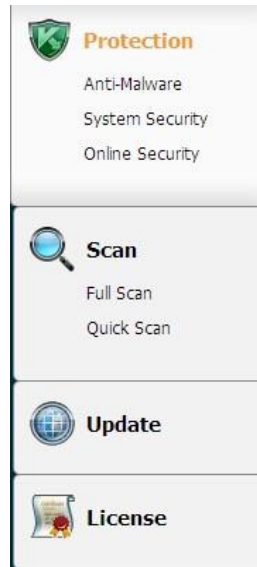 Protection
Anti-Malware
System Security
Online Security
Scan
Full Scan
Quick Scan
Update
License